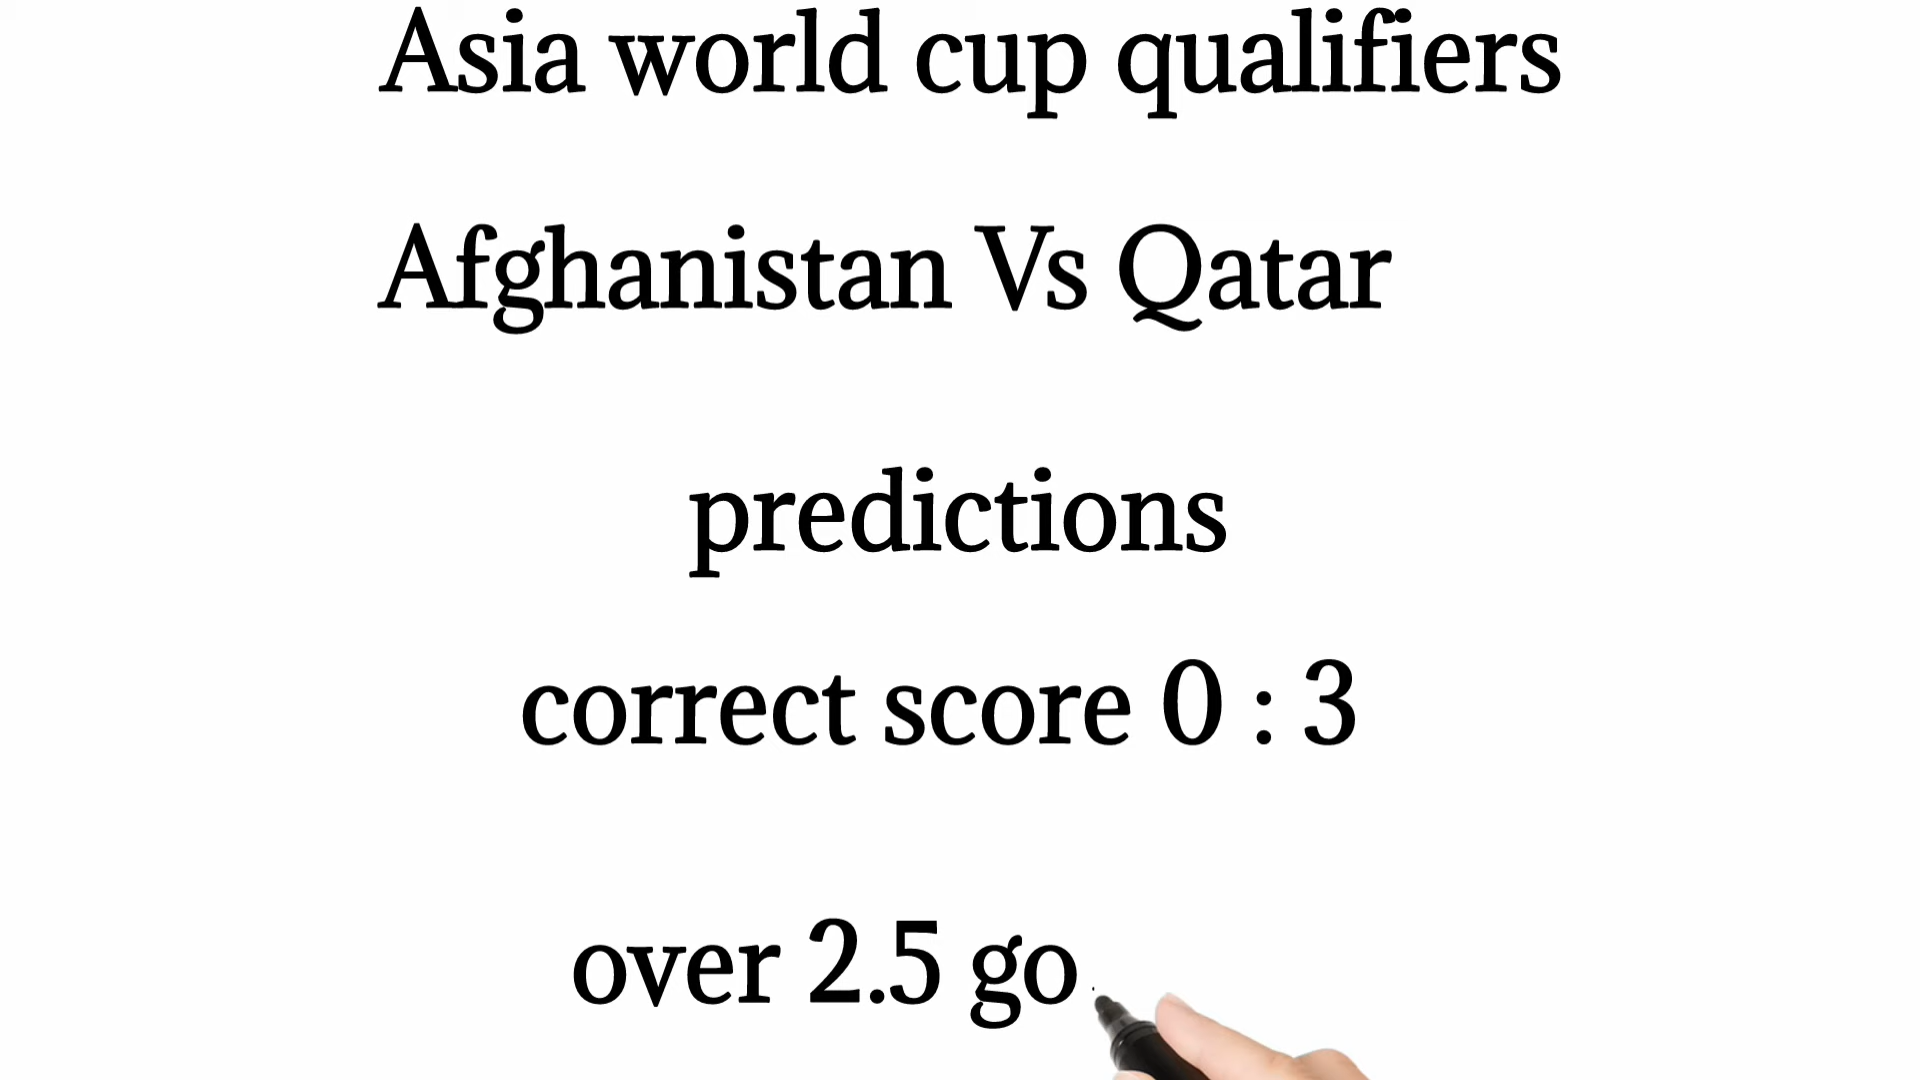 Asia world cup qualifiers
Afghanistan Vs Qatar
predictions
correct score 0 : 3
over 2.5 go